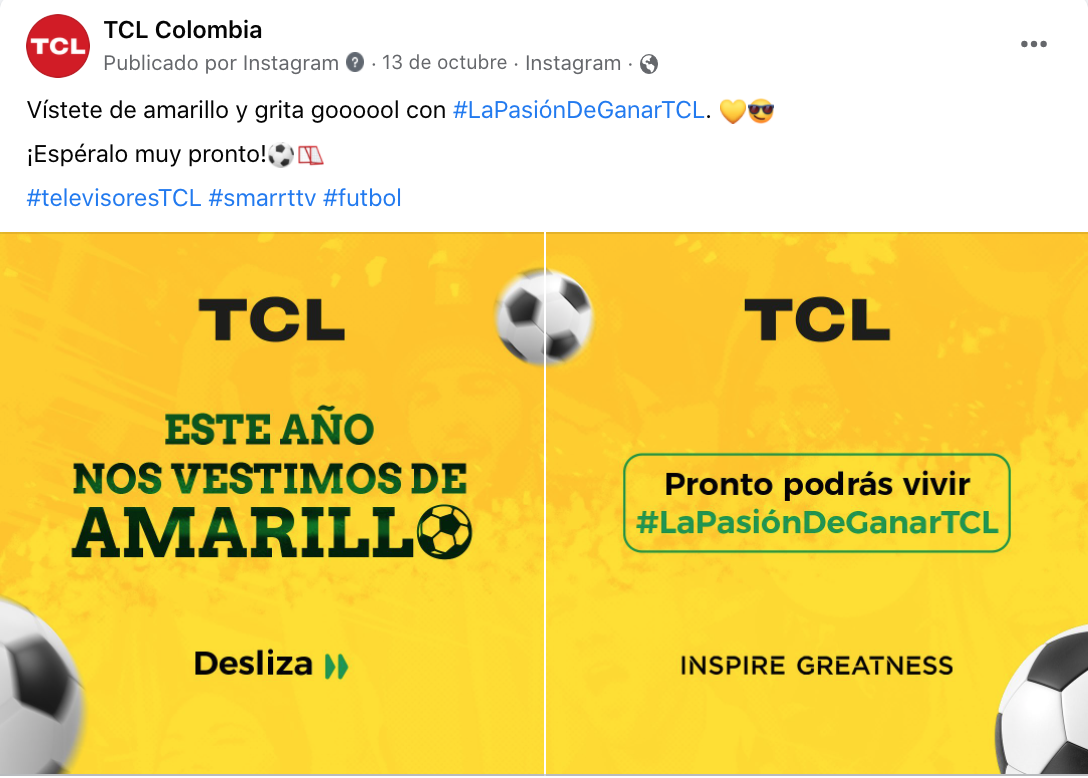 TCL
TCL Colombia
Publicado por Instagram ? · 13 de octubre · Instagram ·
Vístete de amarillo y grita goooool con #LaPasiónDeGanarTCL. 💛😎
¡Espéralo muy pronto!⚽
#televisoresTCL #smarrttv #futbol
TCL
ESTE AÑO
NOS VESTIMOS DE
AMARILLO
Desliza
TCL
Pronto podrás vivir
#LaPasiónDeGanarTCL
INSPIRE GREATNESS